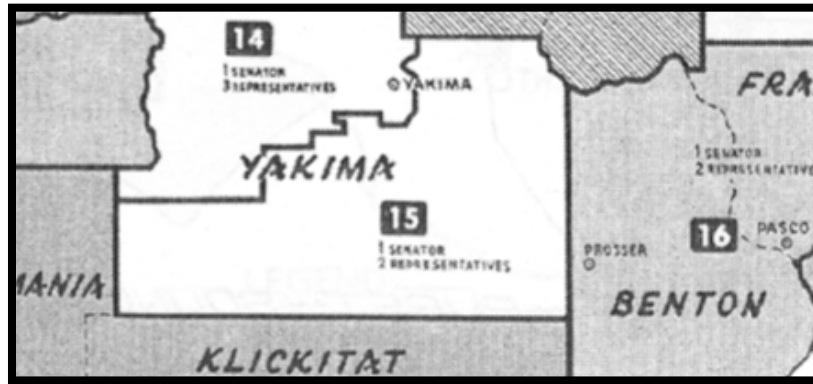 14
1 SENATOR
3 REPRESENTATIVES
YAKIMA
FRA
YAKIMA
1 SENATOR
2 REPRESENTATIVES
15
1 SENATOR
2 REPRESENTATIVES
16
PASCO
PROSSER
MANIA
BENTON
KLICKITAT